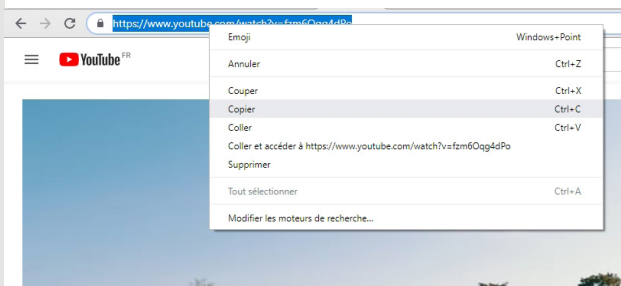 https://www.youtube.com/watch?v=fzm6Oqg4dPo
Emoji Windows+Point
YouTube FR
Annuler Ctrl+Z
Couper Ctrl+X
Copier Ctrl+C
Coller Ctrl+V
Coller et accéder à https://www.youtube.com/watch?v=fzm6Oqg4dPo
Supprimer
Tout sélectionner Ctrl+A
Modifier les moteurs de recherche...